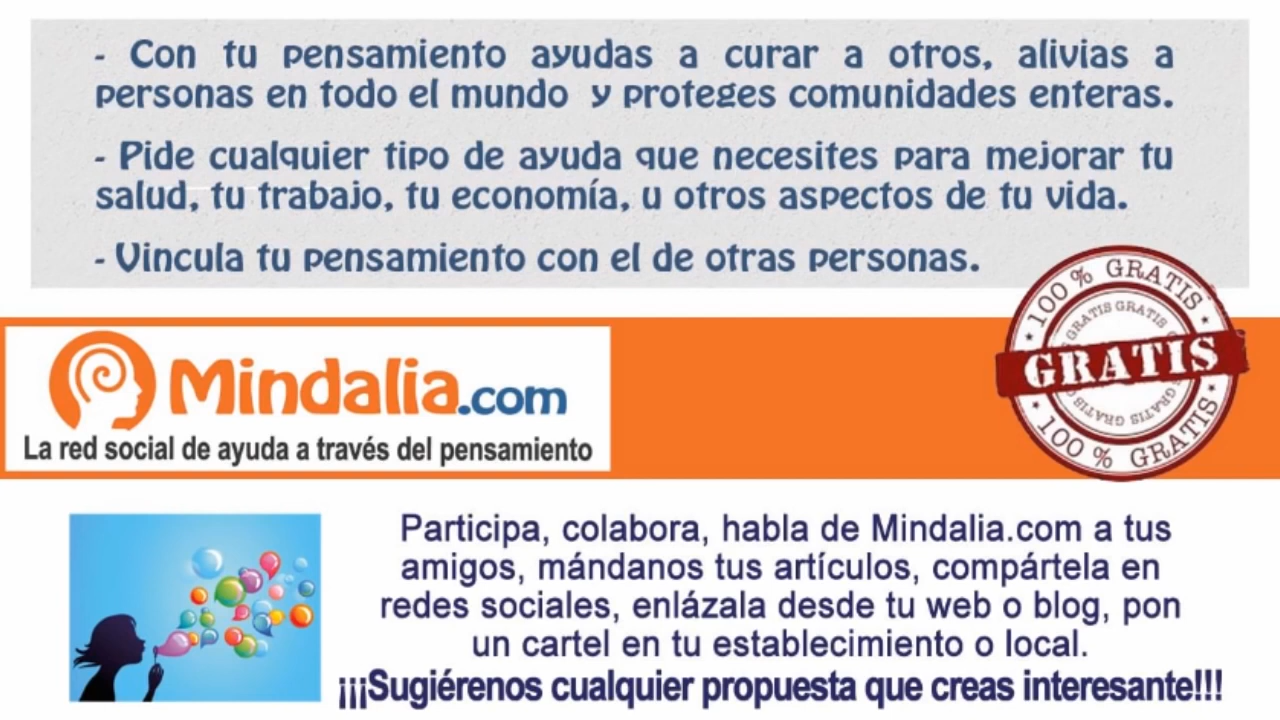 - Con tu pensamiento ayudas a curar a otros, alivias a
personas en todo el mundo y proteges comunidades enteras.
- Pide cualquier tipo de ayuda que necesites para mejorar tu
salud, tu trabajo, tu economía, u otros aspectos de tu vida.
- Vincula tu pensamiento con el de otras personas.
100 % GRATIS
GRATIS GRATIS
GRATIS
GRATIS GRATIS
100 % GRATIS
Mindalia.com
La red social de ayuda a través del pensamiento
Participa, colabora, habla de Mindalia.com a tus
amigos, mándanos tus artículos, compártela en
redes sociales, enlázala desde tu web o blog, pon
un cartel en tu establecimiento o local.
¡¡¡Sugiérenos cualquier propuesta que creas interesante!!!